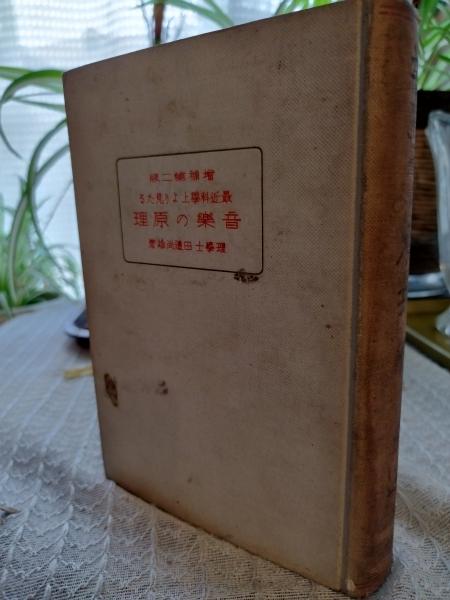 增補第二版
最近科學上より見たる
音樂の原理
理學士田邊尚雄著